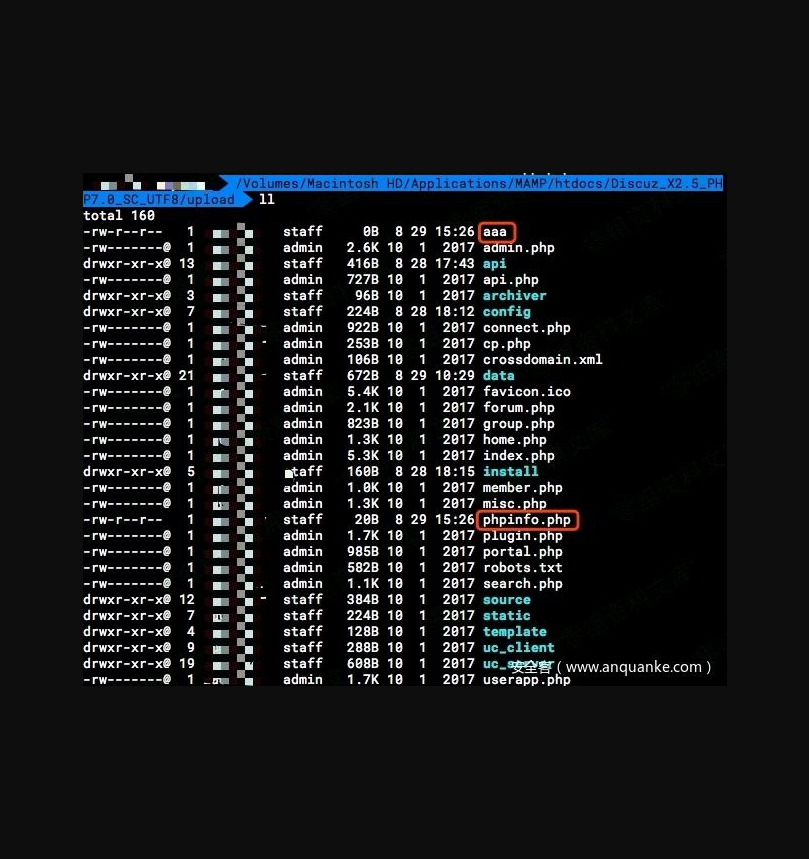 /Volumes/Macintosh HD/Applications/MAMP/htdocs/Discuz_X2.5_PH
P7.0_SC_UTF8/upload ll
total 160
-rw-r--r-- 1 staff 0B 8 29 15:26 aaa
-rw-------@ 1 admin 2.6K 10 1 2017 admin.php
drwxr-xr-x@ 13 staff 416B 8 28 17:43 api
-rw-------@ 1 admin 727B 10 1 2017 api.php
drwxr-xr-x@ 3 staff 96B 10 1 2017 archiver
drwxr-xr-x@ 7 staff 224B 8 28 18:12 config
-rw-------@ 1 admin 922B 10 1 2017 connect.php
-rw-------@ 1 admin 253B 10 1 2017 cp.php
-rw-------@ 1 admin 106B 10 1 2017 crossdomain.xml
drwxr-xr-x@ 21 staff 672B 8 29 10:29 data
-rw-------@ 1 admin 5.4K 10 1 2017 favicon.ico
-rw-------@ 1 admin 2.1K 10 1 2017 forum.php
-rw-------@ 1 admin 823B 10 1 2017 group.php
-rw-------@ 1 admin 1.3K 10 1 2017 home.php
-rw-------@ 1 admin 5.3K 10 1 2017 index.php
drwxr-xr-x@ 5 staff 160B 8 28 18:15 install
-rw-------@ 1 admin 1.0K 10 1 2017 member.php
-rw-------@ 1 admin 1.3K 10 1 2017 misc.php
-rw-r--r-- 1 staff 20B 8 29 15:26 phpinfo.php
-rw-------@ 1 admin 1.7K 10 1 2017 plugin.php
-rw-------@ 1 admin 985B 10 1 2017 portal.php
-rw-------@ 1 admin 582B 10 1 2017 robots.txt
-rw-------@ 1 admin 1.1K 10 1 2017 search.php
drwxr-xr-x@ 12 staff 384B 10 1 2017 source
drwxr-xr-x@ 7 staff 224B 10 1 2017 static
drwxr-xr-x@ 4 staff 128B 10 1 2017 template
drwxr-xr-x@ 9 staff 288B 10 1 2017 uc_client
drwxr-xr-x@ 19 staff 608B 10 1 2017 uc_server
安全客（www.anquanke.com）
-rw-------@ 1 admin 1.7K 10 1 2017 userapp.php